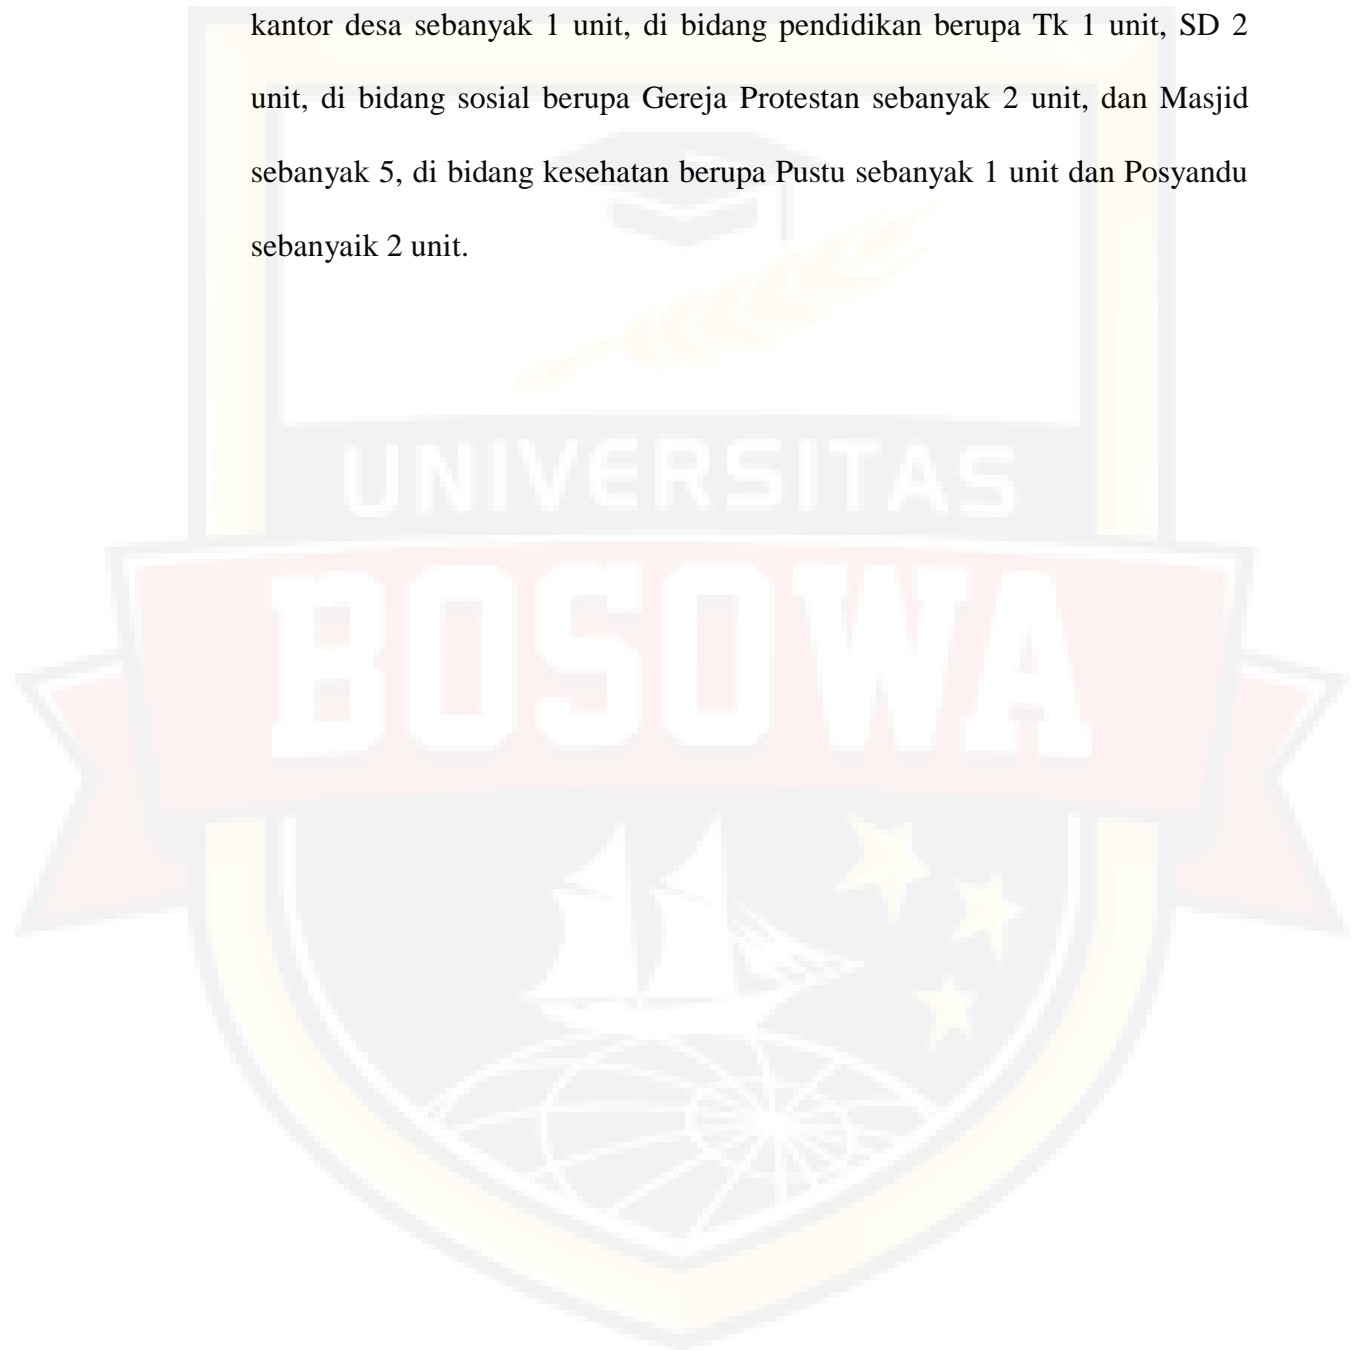 kantor desa sebanyak 1 unit, di bidang pendidikan berupa Tk 1 unit, SD 2
unit, di bidang sosial berupa Gereja Protestan sebanyak 2 unit, dan Masjid
sebanyak 5, di bidang kesehatan berupa Pustu sebanyak 1 unit dan Posyandu
sebanyaik 2 unit.
UNIVERSITAS
BOSOWA